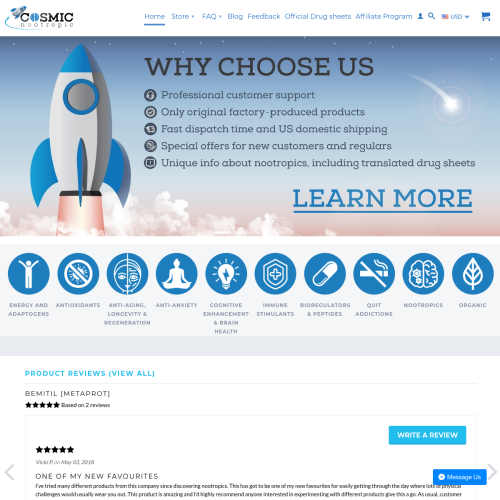 COSMIC
nootropic
Home Store FAQ Blog Feedback Official Drug sheets Affiliate Program USD
WHY CHOOSE US
Professional customer support
Only original factory-produced products
Fast dispatch time and US domestic shipping
Special offers for new customers and regulars
Unique info about nootropics, including translated drug sheets
LEARN MORE
ENERGY AND
ADAPTOGENS
ANTIOXIDANTS
ANTI-AGING,
LONGEVITY &
REGENERATION
ANTI-ANXIETY
COGNITIVE
ENHANCEMENT
& BRAIN
HEALTH
IMMUNE
STIMULANTS
BIOREGULATORS
& PEPTIDES
QUIT
ADDICTIONS
NOOTROPICS
ORGANIC
PRODUCT REVIEWS (VIEW ALL)
BEMITIL [METAPROT]
★★★★★ Based on 2 reviews
WRITE A REVIEW
★★★★★
Vicki P. on May 03, 2018
ONE OF MY NEW FAVOURITES
I've tried many different products from this company since discovering nootropics. This has got to be one of my new favourites for easily getting through the day where lots of physical
challenges would usually wear you out. This product is amazing and I'd highly recommend anyone interested in experimenting with different products give this a go. As usual, customer
Message Us